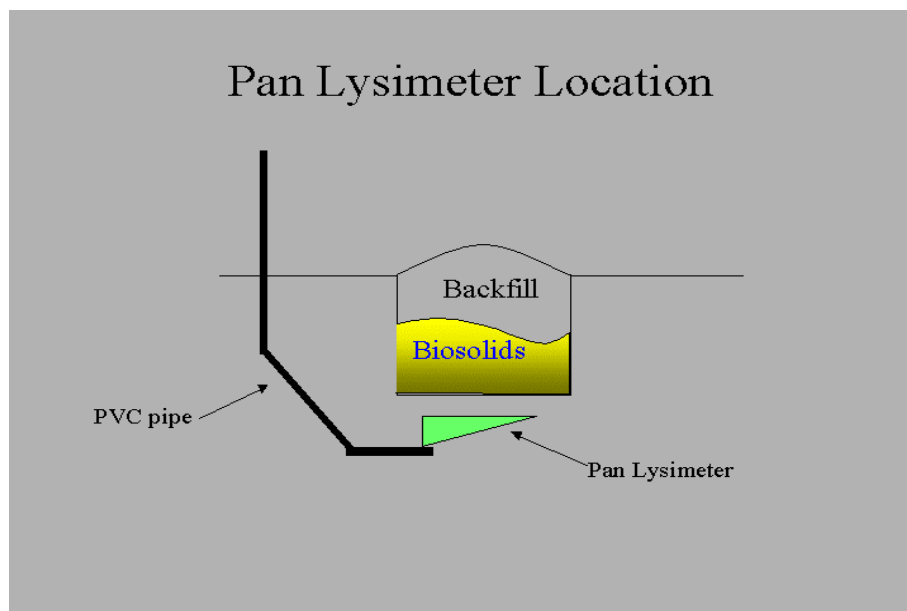 Pan Lysimeter Location
Backfill
Biosolids
PVC pipe
Pan Lysimeter